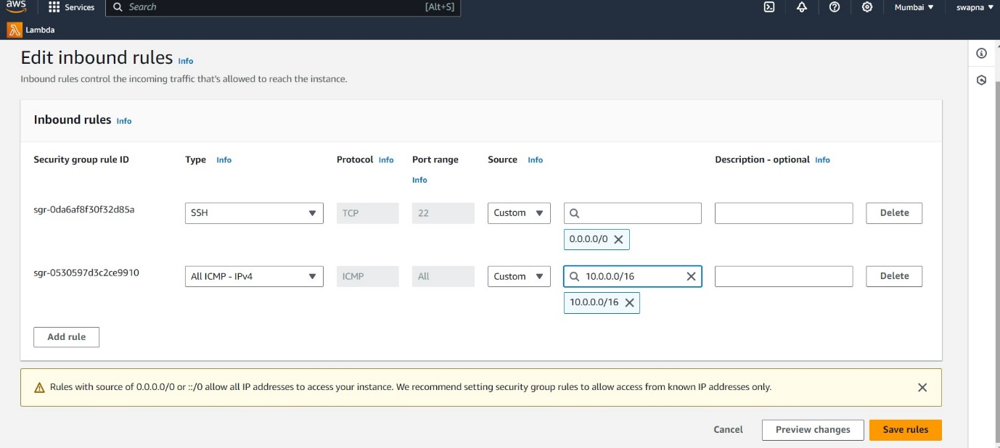 aws
Services
Search
[Alt+S]
Mumbai
swapna
Lambda
Edit inbound rules Info
Inbound rules control the incoming traffic that's allowed to reach the instance.
Inbound rules Info
Security group rule ID
Type Info
Protocol Info
Port range
Info
Source Info
Description - optional Info
sgr-0da6af8f30f32d85a
SSH
TCP
22
Custom
Delete
0.0.0.0/0
sgr-0530597d3c2ce9910
All ICMP - IPv4
ICMP
All
Custom
10.0.0.0/16
Delete
10.0.0.0/16
Add rule
Rules with source of 0.0.0.0/0 or ::/0 allow all IP addresses to access your instance. We recommend setting security group rules to allow access from known IP addresses only.
Cancel
Preview changes
Save rules